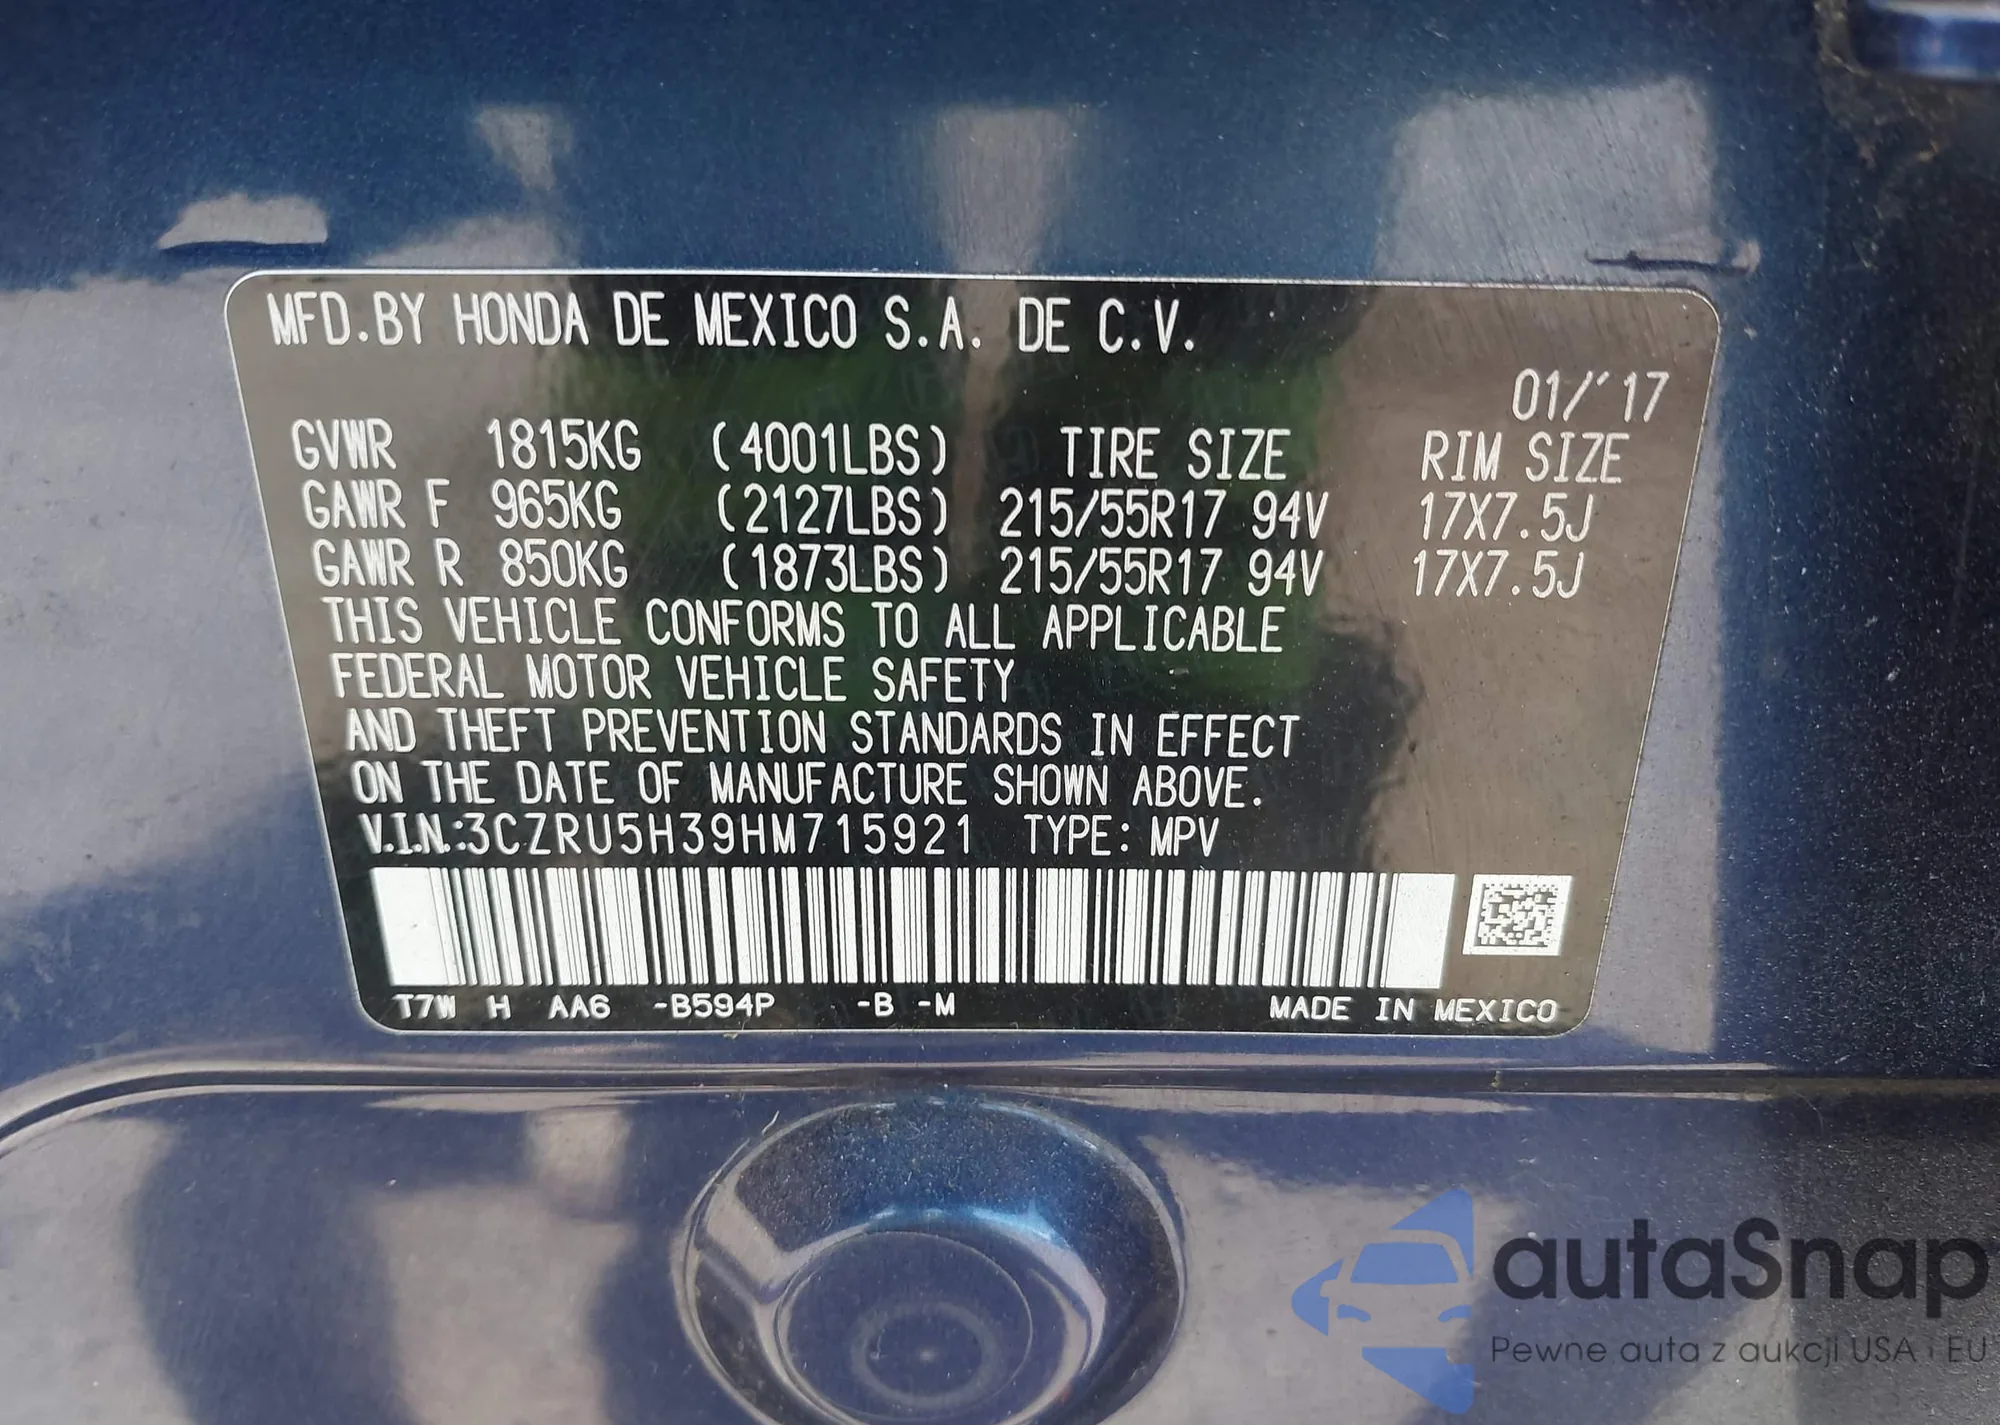 MFD.BY HONDA DE MEXICO S.A. DE C.V.
01/'17
GVWR 1815KG (4001LBS) TIRE SIZE RIM SIZE
GAWR F 965KG (2127LBS) 215/55R17 94V 17X7.5J
GAWR R 850KG (1873LBS) 215/55R17 94V 17X7.5J
THIS VEHICLE CONFORMS TO ALL APPLICABLE
FEDERAL MOTOR VEHICLE SAFETY
AND THEFT PREVENTION STANDARDS IN EFFECT
ON THE DATE OF MANUFACTURE SHOWN ABOVE.
V.I.N.:3CZRU5H39HM715921 TYPE: MPV
T7W H AA6 -B594P -B -M MADE IN MEXICO
autaSnap
Pewne auta z aukcji USA i EU